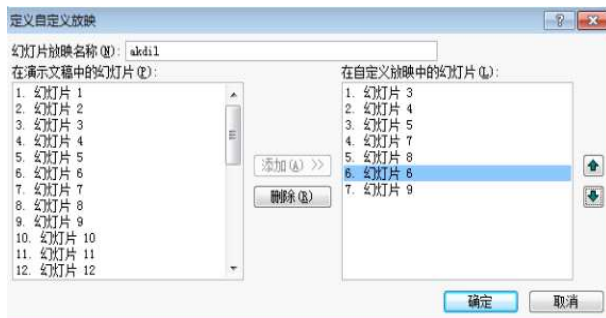 定义自定义放映
幻灯片放映名称(N): akdil
在演示文稿中的幻灯片(P):
1. 幻灯片 1
2. 幻灯片 2
3. 幻灯片 3
4. 幻灯片 4
5. 幻灯片 5
6. 幻灯片 6
7. 幻灯片 7
8. 幻灯片 8
9. 幻灯片 9
10. 幻灯片 10
11. 幻灯片 11
12. 幻灯片 12
添加(A) >>
删除(R)
在自定义放映中的幻灯片(L):
1. 幻灯片 3
2. 幻灯片 4
3. 幻灯片 5
4. 幻灯片 7
5. 幻灯片 8
6. 幻灯片 6
7. 幻灯片 9
确定
取消